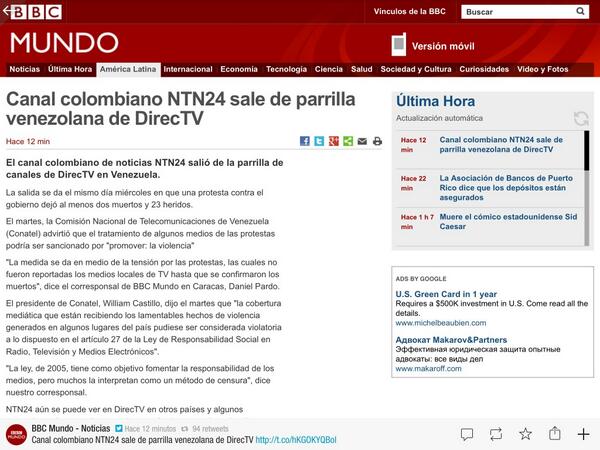 BBC
Vínculos de la BBC
Buscar
MUNDO
Versión móvil
Noticias
Última Hora
América Latina
Internacional
Economía
Tecnología
Ciencia
Salud
Sociedad y Cultura
Curiosidades
Video y Fotos
Canal colombiano NTN24 sale de parrilla
venezolana de DirecTV
Hace 12 min
El canal colombiano de noticias NTN24 salió de la parrilla de
canales de DirecTV en Venezuela.
La salida se da el mismo día miércoles en que una protesta contra el
gobierno dejó al menos dos muertos y 23 heridos.
El martes, la Comisión Nacional de Telecomunicaciones de Venezuela
(Conatel) advirtió que el tratamiento de algunos medios de las protestas
podría ser sancionado por "promover: la violencia"
"La medida se da en medio de la tensión por las protestas, las cuales no
fueron reportadas los medios locales de TV hasta que se confirmaron los
muertos", dice el corresponsal de BBC Mundo en Caracas, Daniel Pardo.
El presidente de Conatel, William Castillo, dijo el martes que "la cobertura
mediática que están recibiendo los lamentables hechos de violencia
generados en algunos lugares del país pudiese ser considerada violatoria
a lo dispuesto en el artículo 27 de la Ley de Responsabilidad Social en
Radio, Televisión y Medios Electrónicos".
"La ley, de 2005, tiene como objetivo fomentar la responsabilidad de los
medios, pero muchos la interpretan como un método de censura", dice
nuestro corresponsal.
NTN24 aún se puede ver en DirecTV en otros países y algunos
Última Hora
Actualización automática
Hace 12
min
Canal colombiano NTN24 sale de
parrilla venezolana de DirecTV
Hace 22
min
La Asociación de Bancos de Puerto
Rico dice que los depósitos están
asegurados
Hace 1 h 7
min
Muere el cómico estadounidense Sid
Caesar
ADS BY GOOGLE
U.S. Green Card in 1 year
Requires a $500K investment in U.S. Come read all the
details.
www.michelbeaubien.com
Адвокат Makarov&Partners
Эффективная юридическая защита опытные
адвокаты: все виды дел
www.makaroff.com
BBC Mundo - Noticias
Hace 12 minutos
94 retweets
Canal colombiano NTN24 sale de parrilla venezolana de DirecTV http://t.co/hKG0KYQBol